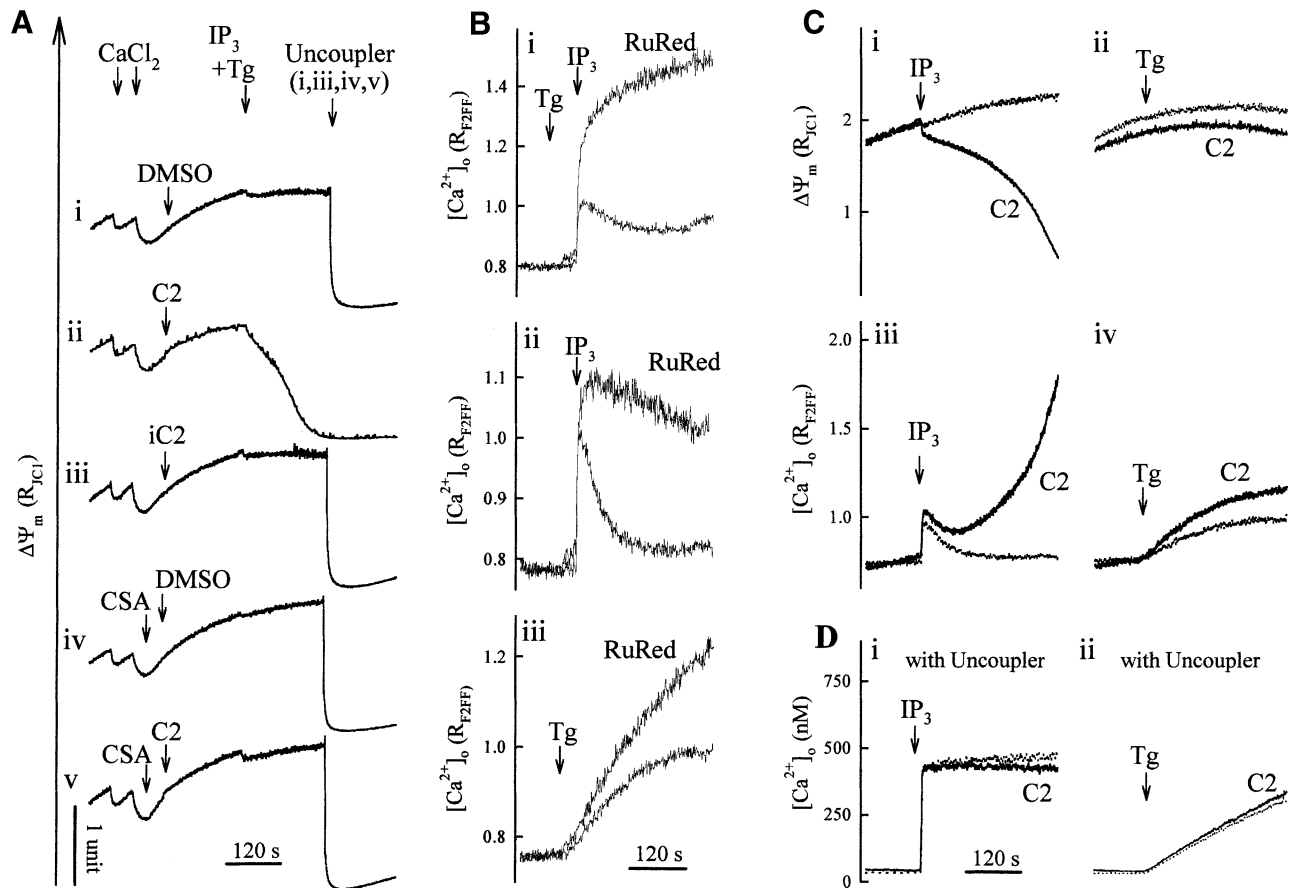 A
CaCl₂
IP₃
+Tg
Uncoupler
(i,iii,iv,v)
ΔΨm (RJC1)
i
DMSO
ii
C2
iii
iC2
iv
CSA
DMSO
v
CSA
C2
1 unit
120 s
B
i
[Ca²⁺]o (RF2FF)
1.4
1.2
1.0
0.8
Tg
IP₃
RuRed
ii
[Ca²⁺]o (RF2FF)
1.1
1.0
0.9
0.8
IP₃
RuRed
iii
[Ca²⁺]o (RF2FF)
1.2
1.0
0.8
Tg
RuRed
120 s
C
i
ΔΨm (RJC1)
2
1
IP₃
C2
ii
Tg
C2
iii
[Ca²⁺]o (RF2FF)
2.0
1.5
1.0
IP₃
C2
iv
Tg
C2
D
i
with Uncoupler
[Ca²⁺]o (nM)
750
500
250
0
IP₃
C2
120 s
ii
with Uncoupler
Tg
C2